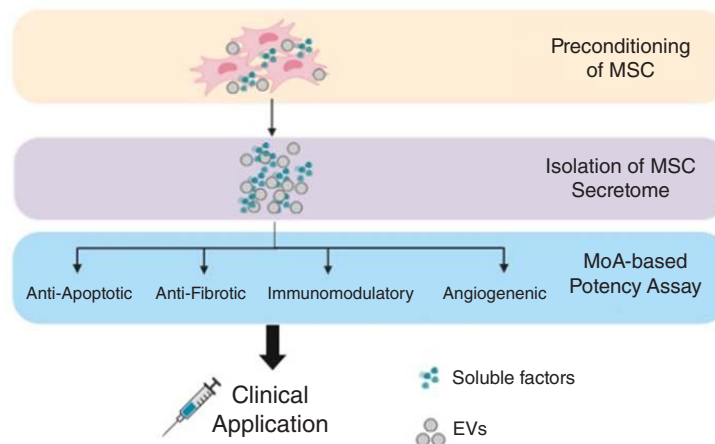 Preconditioning
of MSC
Isolation of MSC
Secretome
MoA-based
Potency Assay
Anti-Apoptotic
Anti-Fibrotic
Immunomodulatory
Angiogenenic
Clinical
Application
Soluble factors
EVs